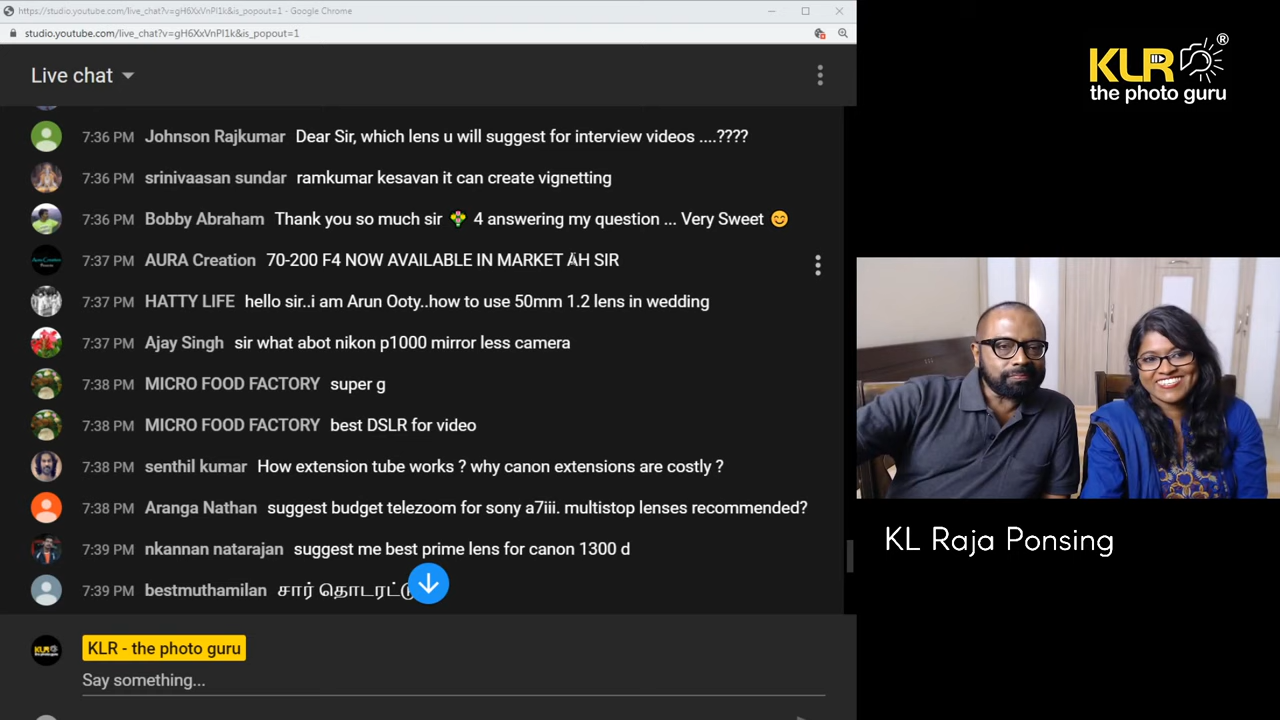 https://studio.youtube.com/live_chat?v=gH6XxVnPl1k&is_popout=1 - Google Chrome
studio.youtube.com/live_chat?v=gH6XxVnPl1k&is_popout=1
Live chat
7:36 PM Johnson Rajkumar Dear Sir, which lens u will suggest for interview videos ....????
7:36 PM srinivaasan sundar ramkumar kesavan it can create vignetting
7:36 PM Bobby Abraham Thank you so much sir 4 answering my question ... Very Sweet 😊
7:37 PM AURA Creation 70-200 F4 NOW AVAILABLE IN MARKET AH SIR
7:37 PM HATTY LIFE hello sir..i am Arun Ooty..how to use 50mm 1.2 lens in wedding
7:37 PM Ajay Singh sir what abot nikon p1000 mirror less camera
7:38 PM MICRO FOOD FACTORY super g
7:38 PM MICRO FOOD FACTORY best DSLR for video
7:38 PM senthil kumar How extension tube works ? why canon extensions are costly ?
7:38 PM Aranga Nathan suggest budget telezoom for sony a7iii. multistop lenses recommended?
7:39 PM nkannan natarajan suggest me best prime lens for canon 1300 d
7:39 PM bestmuthamilan சார்
KLR - the photo guru
Say something...
KLR ®
the photo guru
KL Raja Ponsing